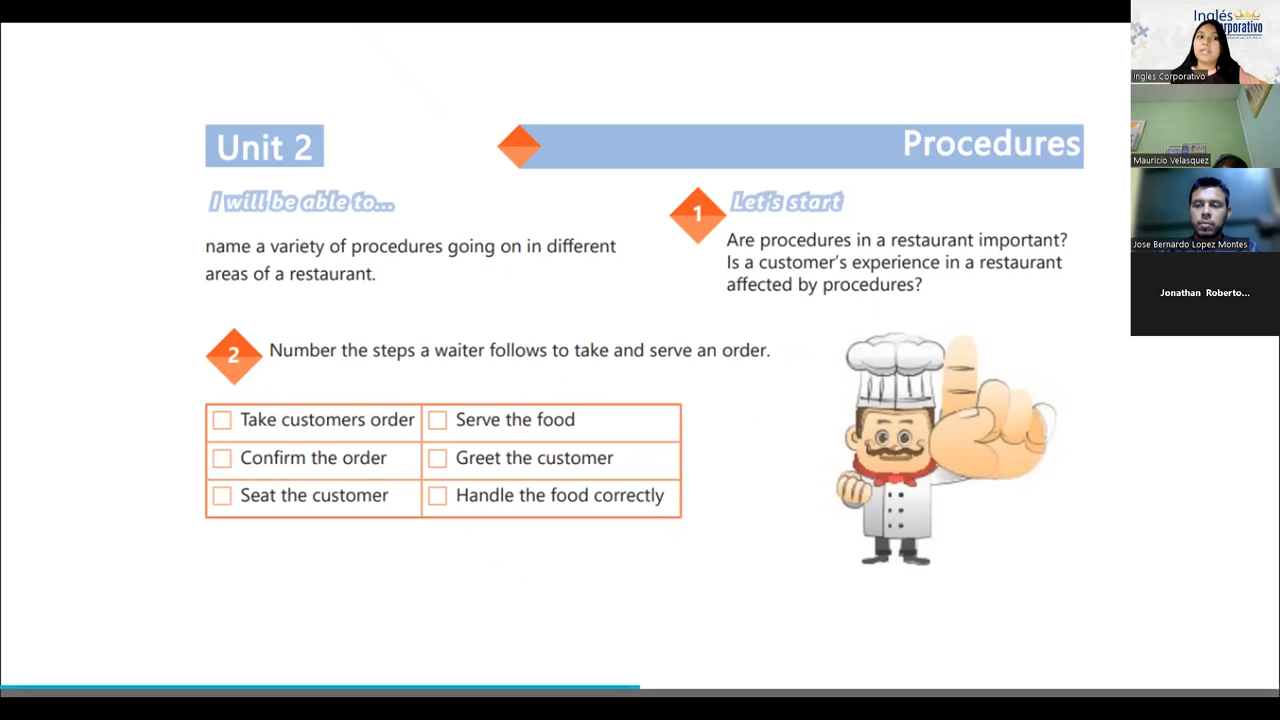 Unit 2
Procedures
I will be able to...
name a variety of procedures going on in different
areas of a restaurant.
1
Let's start
Are procedures in a restaurant important?
Is a customer's experience in a restaurant
affected by procedures?
2
Number the steps a waiter follows to take and serve an order.
Take customers order
Serve the food
Confirm the order
Greet the customer
Seat the customer
Handle the food correctly
Inglés
Ingles Corporativo
Mauricio Velasquez
Jose Bernardo Lopez Montes
Jonathan Roberto...